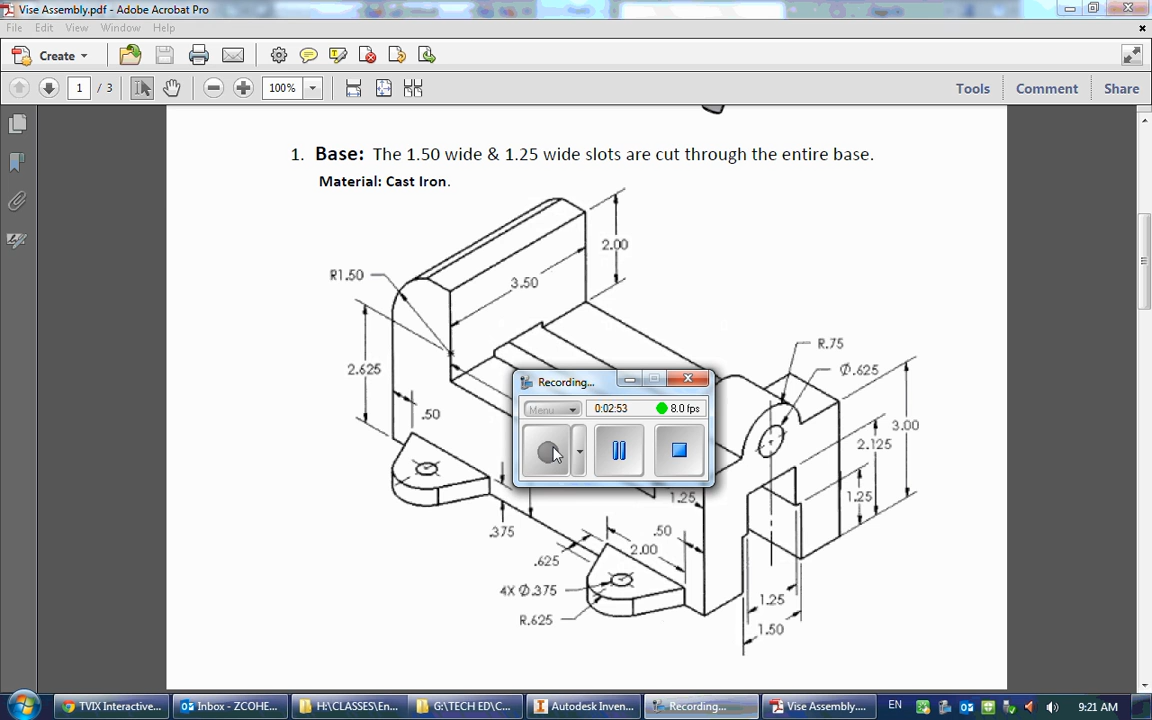 Vise Assembly.pdf - Adobe Acrobat Pro
File Edit View Window Help
Create
1 / 3 100% Tools Comment Share
1. Base: The 1.50 wide & 1.25 wide slots are cut through the entire base.
Material: Cast Iron.
2.00
R1.50
3.50
2.625
.50
R.75
Ø.625
3.00
2.125
1.25
Recording...
Menu 0:02:53 8.0 fps
1.25
.375
.50
2.00
.625
4X Ø.375
R.625
1.25
1.50
TVIX Interactive... Inbox - ZCOHE... H:\CLASSES\En... G:\TECH ED\C... Autodesk Inven... Recording... Vise Assembly.... EN 9:21 AM